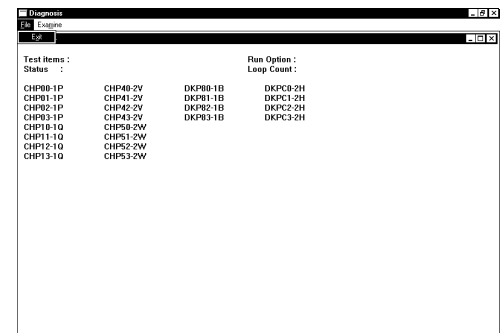 Diagnosis
File Examine
Exit
Test items : Run Option :
Status : Loop Count :
CHP00-1P CHP40-2V DKP80-1B DKPC0-2H
CHP01-1P CHP41-2V DKP81-1B DKPC1-2H
CHP02-1P CHP42-2V DKP82-1B DKPC2-2H
CHP03-1P CHP43-2V DKP83-1B DKPC3-2H
CHP10-1Q CHP50-2W
CHP11-1Q CHP51-2W
CHP12-1Q CHP52-2W
CHP13-1Q CHP53-2W